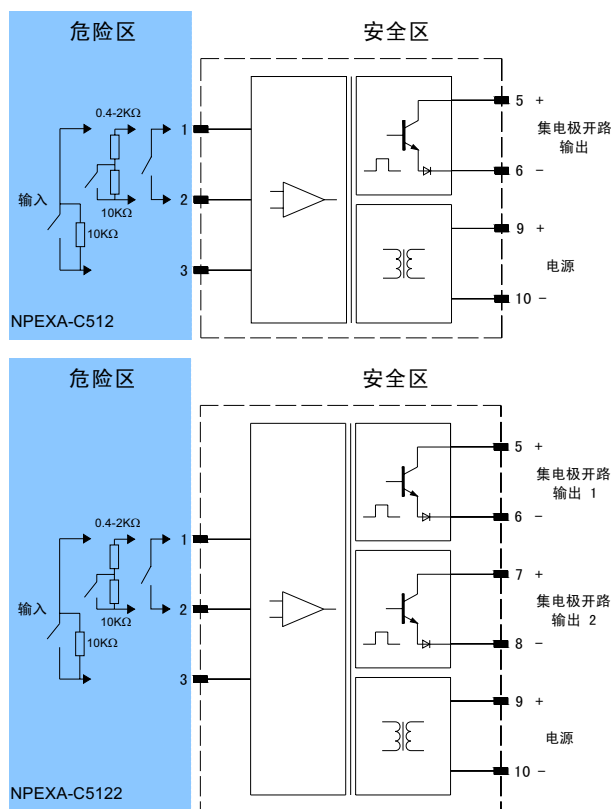 危险区
安全区
0.4-2KΩ
1
5 +
集电极开路
输出
输入
2
6 -
10KΩ
10KΩ
9 +
3
电源
10 -
NPEXA-C512
危险区
安全区
5 +
集电极开路
输出 1
0.4-2KΩ
1
6 -
7 +
输入
2
集电极开路
输出 2
10KΩ
10KΩ
8 -
3
9 +
电源
10 -
NPEXA-C5122